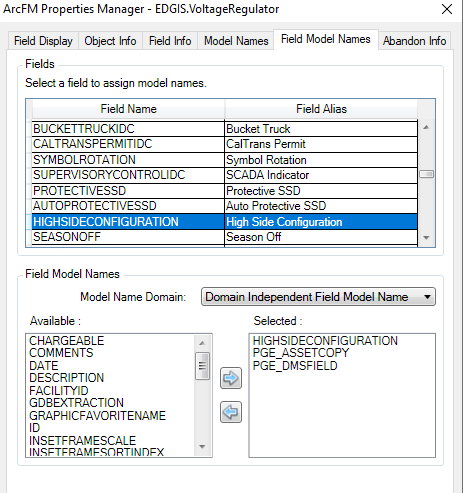 ArcFM Properties Manager - EDGIS.VoltageRegulator
Field Display Object Info Field Info Model Names Field Model Names Abandon Info
Fields
Select a field to assign model names.
Field Name Field Alias
BUCKETTRUCKIDC Bucket Truck
CALTRANSPERMITIDC CalTrans Permit
SYMBOLROTATION Symbol Rotation
SUPERVISORYCONTROLIDC SCADA Indicator
PROTECTIVESSD Protective SSD
AUTOPROTECTIVESSD Auto Protective SSD
HIGHSIDECONFIGURATION High Side Configuration
SEASONOFF Season Off
Field Model Names
Model Name Domain: Domain Independent Field Model Name
Available : Selected :
CHARGEABLE HIGHSIDECONFIGURATION
COMMENTS PGE_ASSETCOPY
DATE PGE_DMSFIELD
DESCRIPTION
FACILITYID
GDBEXTRACTION
GRAPHICFAVORITENAME
ID
INSETFRAMESCALE
INSETFRAMESORTINDEX